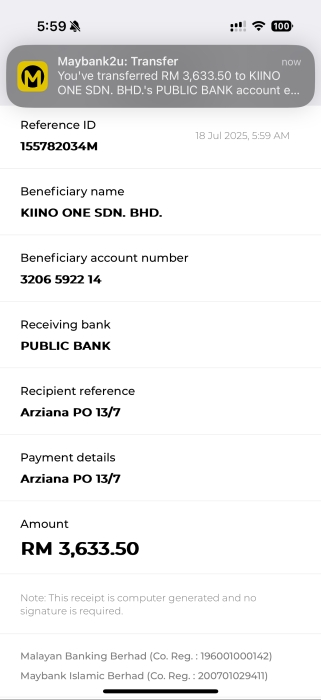 5:59
100
Maybank2u: Transfer now
You've transferred RM 3,633.50 to KIINO
ONE SDN. BHD.'s PUBLIC BANK account e...
Reference ID
18 Jul 2025, 5:59 AM
155782034M
Beneficiary name
KIINO ONE SDN. BHD.
Beneficiary account number
3206 5922 14
Receiving bank
PUBLIC BANK
Recipient reference
Arziana PO 13/7
Payment details
Arziana PO 13/7
Amount
RM 3,633.50
Note: This receipt is computer generated and no
signature is required.
Malayan Banking Berhad (Co. Reg. : 196001000142)
Maybank Islamic Berhad (Co. Reg. : 200701029411)